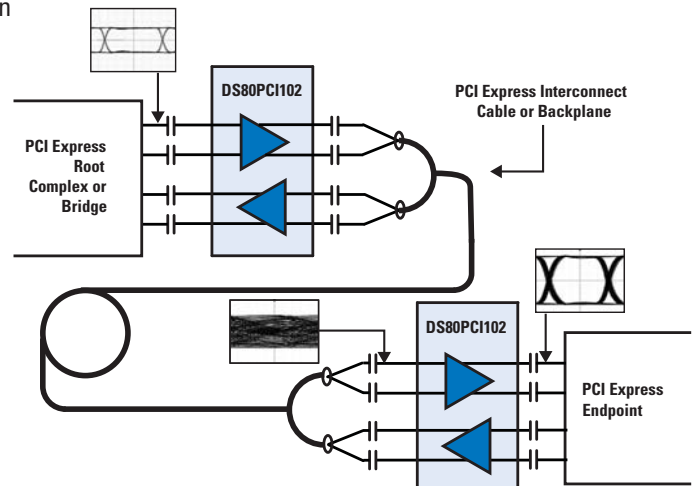 n
DS80PCI102
PCI Express Interconnect
Cable or Backplane
PCI Express
Root
Complex or
Bridge
DS80PCI102
PCI Express
Endpoint